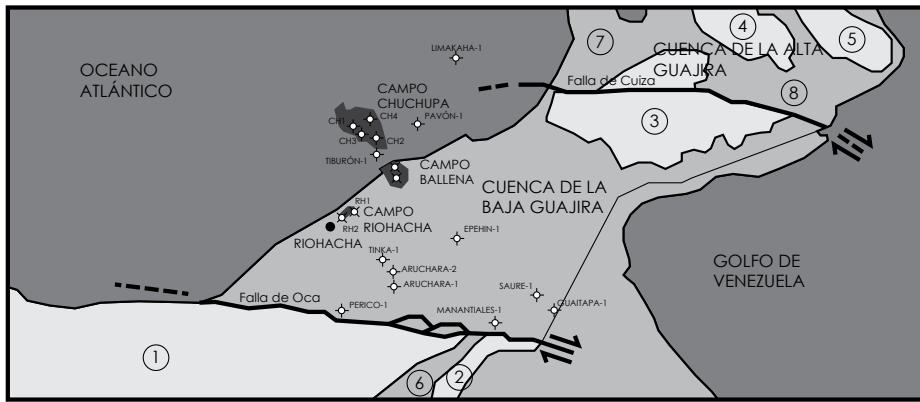 7
4
5
LIMAKAHA-1
CUENCA DE LA ALTA
GUAJIRA
OCEANO
ATLÁNTICO
Falla de Cuiza
8
CAMPO
CHUCHUPA
CH1
CH4
PAVÓN-1
3
CH3
CH2
TIBURÓN-1
CAMPO
BALLENA
CUENCA DE LA
BAJA GUAJIRA
RH1
CAMPO
RIOHACHA
RH2
RIOHACHA
EPEHIN-1
TINKA-1
GOLFO DE
VENEZUELA
ARUCHARA-2
ARUCHARA-1
SAURE-1
Falla de Oca
PERICO-1
MANANTIALES-1
GUAITAPA-1
1
6
2